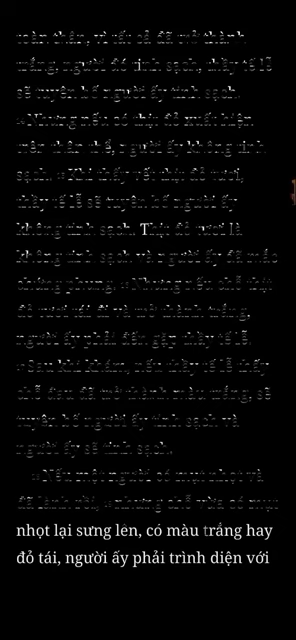 toàn thân, vì tất cả đã trở thành
trắng, người đó tinh sạch, thầy tế lễ
sẽ tuyên bố người ấy tinh sạch.
Nhưng nếu có thịt đỏ xuất hiện
trên thân thể, người ấy không tinh
sạch. Khi thấy vết thịt đỏ tươi,
thầy tế lễ sẽ tuyên bố người ấy
không tinh sạch. Thịt đỏ tươi là
không tinh sạch và người ấy đã mắc
chứng phung. Nhưng nếu chỗ thịt
đỏ tươi tái đi và trở thành trắng,
người ấy phải đến gặp thầy tế lễ.
Sau khi khám, nếu thầy tế lễ thấy
chỗ đau đã trở thành màu trắng, sẽ
tuyên bố người ấy tinh sạch và
người ấy sẽ tinh sạch.
Nếu một người có mụt nhọt và
đã lành rồi, nhưng chỗ vừa có mụt
nhọt lại sưng lên, có màu trắng hay
đỏ tái, người ấy phải trình diện với